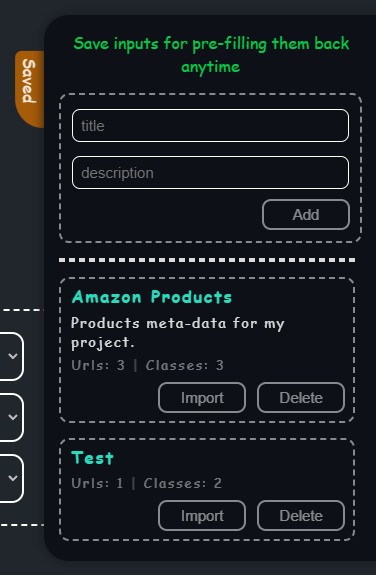 Save inputs for pre-filling them back
anytime
Saved
title
description
Add
Amazon Products
Products meta-data for my
project.
Urls: 3 | Classes: 3
Import Delete
Test
Urls: 1 | Classes: 2
Import Delete